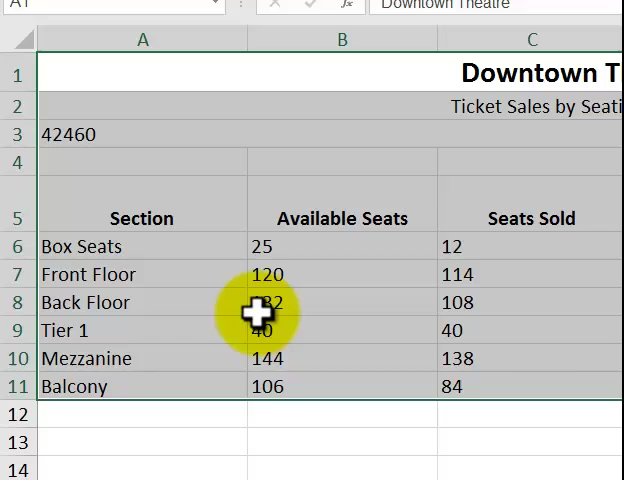 A1 fx Downtown Theatre
A B C
1 Downtown T
2 Ticket Sales by Seati
3 42460
4
5 Section Available Seats Seats Sold
6 Box Seats 25 12
7 Front Floor 120 114
8 Back Floor 108
9 Tier 1 40 40
10 Mezzanine 144 138
11 Balcony 106 84
12
13
14